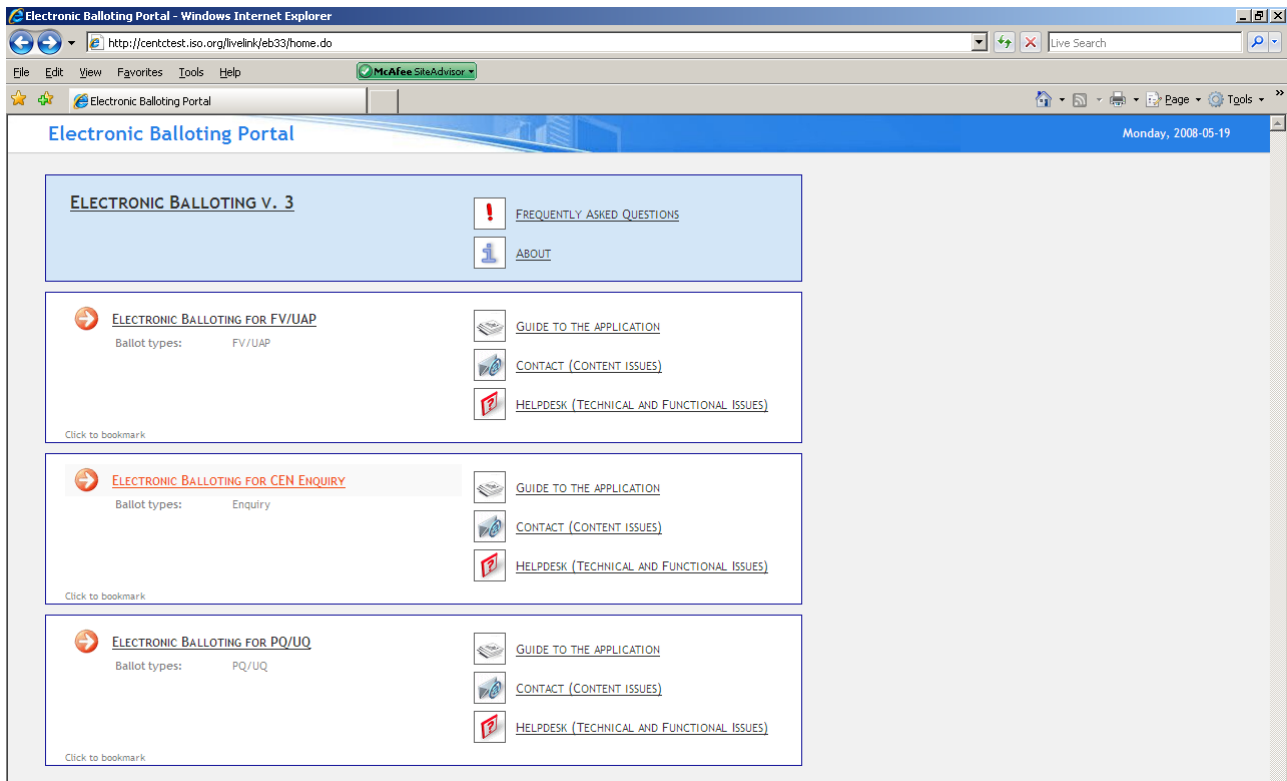 Electronic Balloting Portal - Windows Internet Explorer
http://centctest.iso.org/livelink/eb33/home.do
Live Search
File Edit View Favorites Tools Help
McAfee SiteAdvisor
Electronic Balloting Portal
Page Tools »
Electronic Balloting Portal
Monday, 2008-05-19
ELECTRONIC BALLOTING V. 3
FREQUENTLY ASKED QUESTIONS
ABOUT
ELECTRONIC BALLOTING FOR FV/UAP
Ballot types: FV/UAP
GUIDE TO THE APPLICATION
CONTACT (CONTENT ISSUES)
HELPDESK (TECHNICAL AND FUNCTIONAL ISSUES)
Click to bookmark
ELECTRONIC BALLOTING FOR CEN ENQUIRY
Ballot types: Enquiry
GUIDE TO THE APPLICATION
CONTACT (CONTENT ISSUES)
HELPDESK (TECHNICAL AND FUNCTIONAL ISSUES)
Click to bookmark
ELECTRONIC BALLOTING FOR PQ/UQ
Ballot types: PQ/UQ
GUIDE TO THE APPLICATION
CONTACT (CONTENT ISSUES)
HELPDESK (TECHNICAL AND FUNCTIONAL ISSUES)
Click to bookmark